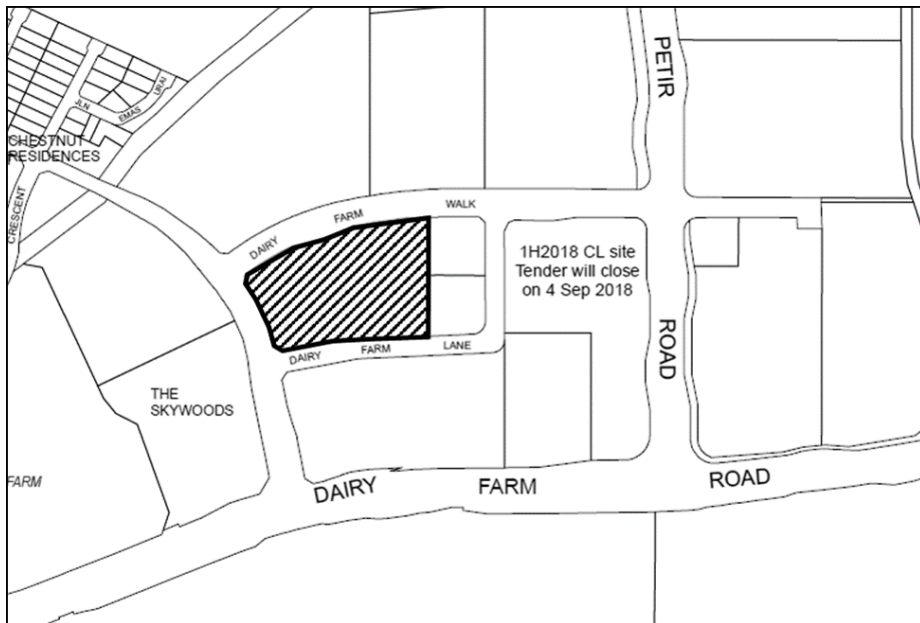 PETIR
JLN
EMAS
URAI
CHESTNUT
RESIDENCES
CRESCENT
DAIRY
FARM
WALK
1H2018 CL site
Tender will close
on 4 Sep 2018
ROAD
DAIRY
FARM
LANE
THE
SKYWOODS
FARM
DAIRY
FARM
ROAD